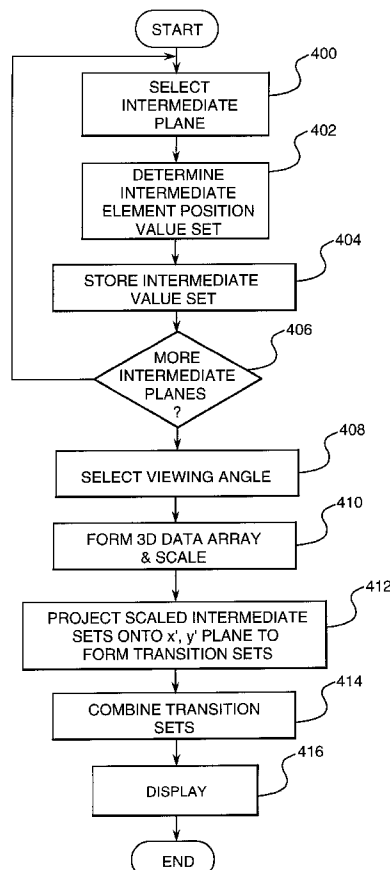 START
400
SELECT
INTERMEDIATE
PLANE
402
DETERMINE
INTERMEDIATE
ELEMENT POSITION
VALUE SET
404
STORE INTERMEDIATE
VALUE SET
406
MORE
INTERMEDIATE
PLANES
?
408
SELECT VIEWING ANGLE
410
FORM 3D DATA ARRAY
& SCALE
412
PROJECT SCALED INTERMEDIATE
SETS ONTO x', y' PLANE TO
FORM TRANSITION SETS
414
COMBINE TRANSITION
SETS
416
DISPLAY
END